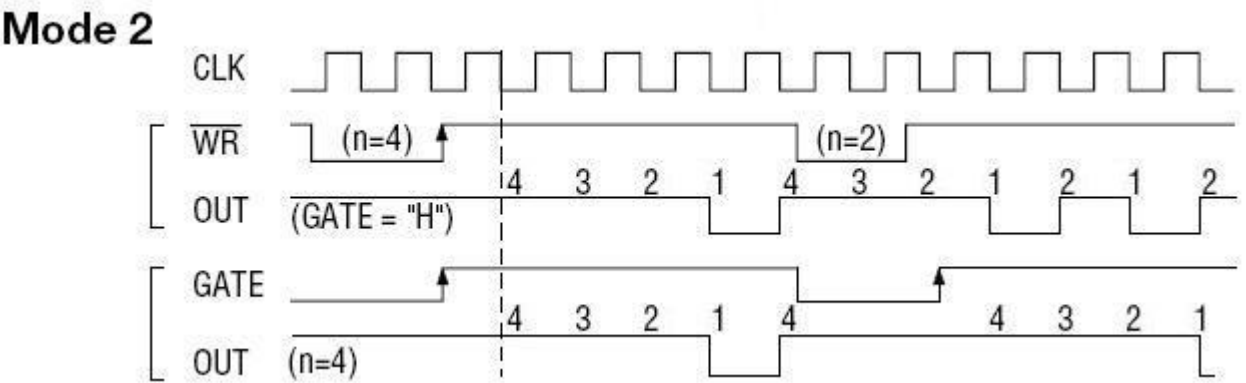 Mode 2
CLK
WR (n=4) (n=2)
4 3 2 1 4 3 2 1 2 1 2
OUT (GATE = "H")
GATE
4 3 2 1 4 4 3 2 1
OUT (n=4)